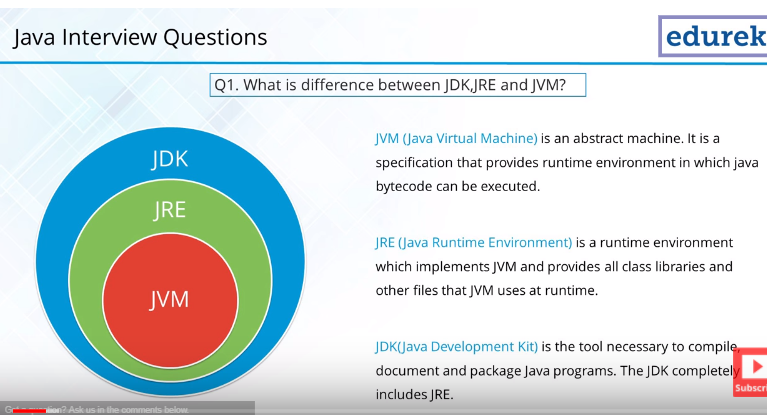 Java Interview Questions
edurek
Q1. What is difference between JDK,JRE and JVM?
JDK
JRE
JVM
JVM (Java Virtual Machine) is an abstract machine. It is a
specification that provides runtime environment in which java
bytecode can be executed.
JRE (Java Runtime Environment) is a runtime environment
which implements JVM and provides all class libraries and
other files that JVM uses at runtime.
JDK(Java Development Kit) is the tool necessary to compile,
document and package Java programs. The JDK completely
includes JRE.
Subscri
Got a question? Ask us in the comments below.